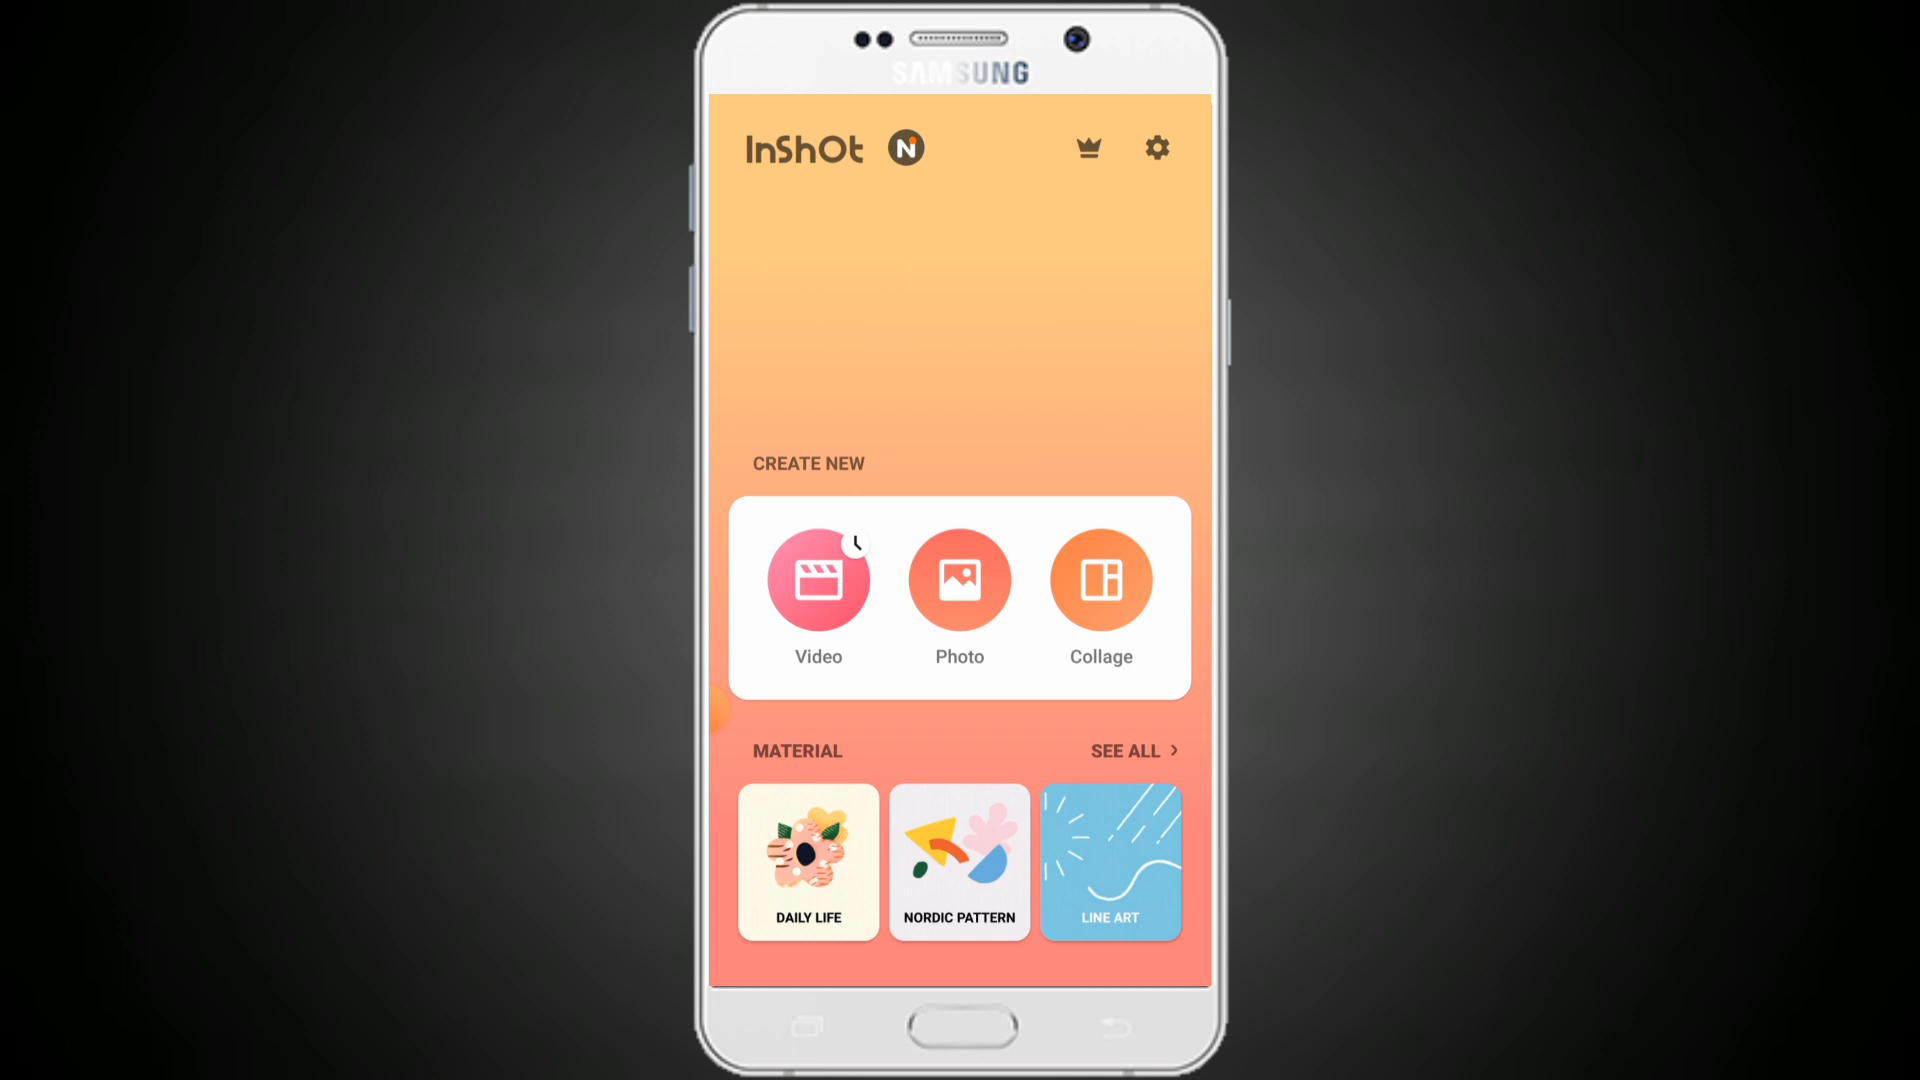 SAMSUNG
InShOt N
CREATE NEW
Video Photo Collage
MATERIAL SEE ALL >
DAILY LIFE NORDIC PATTERN LINE ART